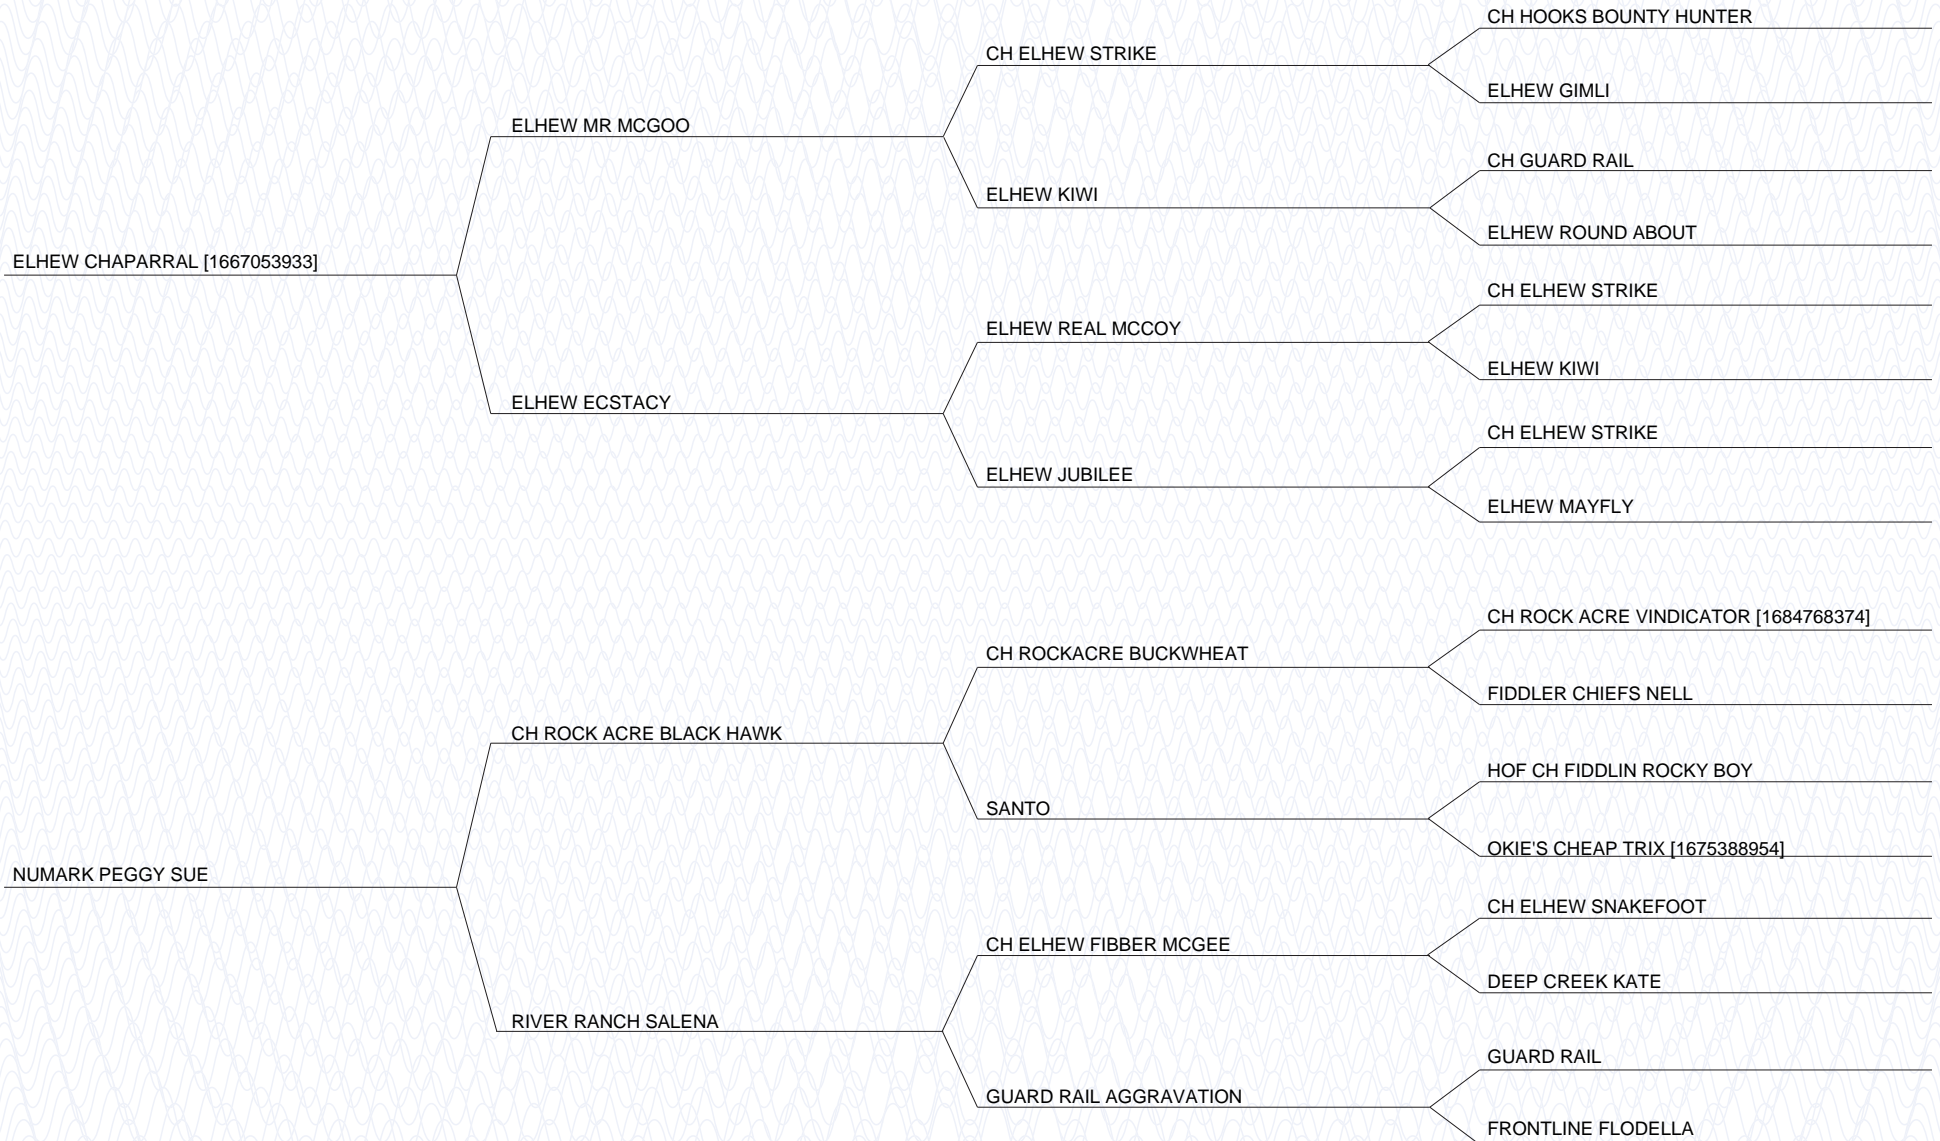 CH HOOKS BOUNTY HUNTER
CH ELHEW STRIKE
ELHEW GIMLI
ELHEW MR MCGOO
CH GUARD RAIL
ELHEW KIWI
ELHEW ROUND ABOUT
ELHEW CHAPARRAL [1667053933]
CH ELHEW STRIKE
ELHEW REAL MCCOY
ELHEW KIWI
ELHEW ECSTACY
CH ELHEW STRIKE
ELHEW JUBILEE
ELHEW MAYFLY
CH ROCK ACRE VINDICATOR [1684768374]
CH ROCKACRE BUCKWHEAT
FIDDLER CHIEFS NELL
CH ROCK ACRE BLACK HAWK
HOF CH FIDDLIN ROCKY BOY
SANTO
OKIE'S CHEAP TRIX [1675388954]
NUMARK PEGGY SUE
CH ELHEW SNAKEFOOT
CH ELHEW FIBBER MCGEE
DEEP CREEK KATE
RIVER RANCH SALENA
GUARD RAIL
GUARD RAIL AGGRAVATION
FRONTLINE FLODELLA